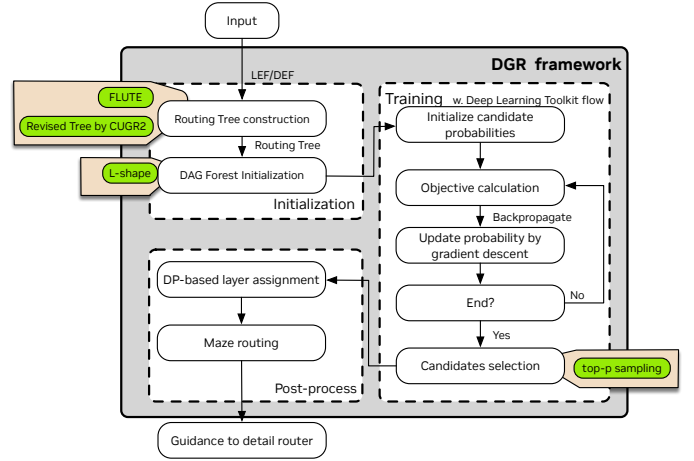 Input
DGR framework
LEF/DEF
FLUTE
Revised Tree by CUGR2
Routing Tree construction
Routing Tree
L-shape
DAG Forest Initialization
Initialization
Training w. Deep Learning Toolkit flow
Initialize candidate
probabilities
Objective calculation
Backpropagate
Update probability by
gradient descent
End?
No
Yes
Candidates selection
top-p sampling
DP-based layer assignment
Maze routing
Post-process
Guidance to detail router